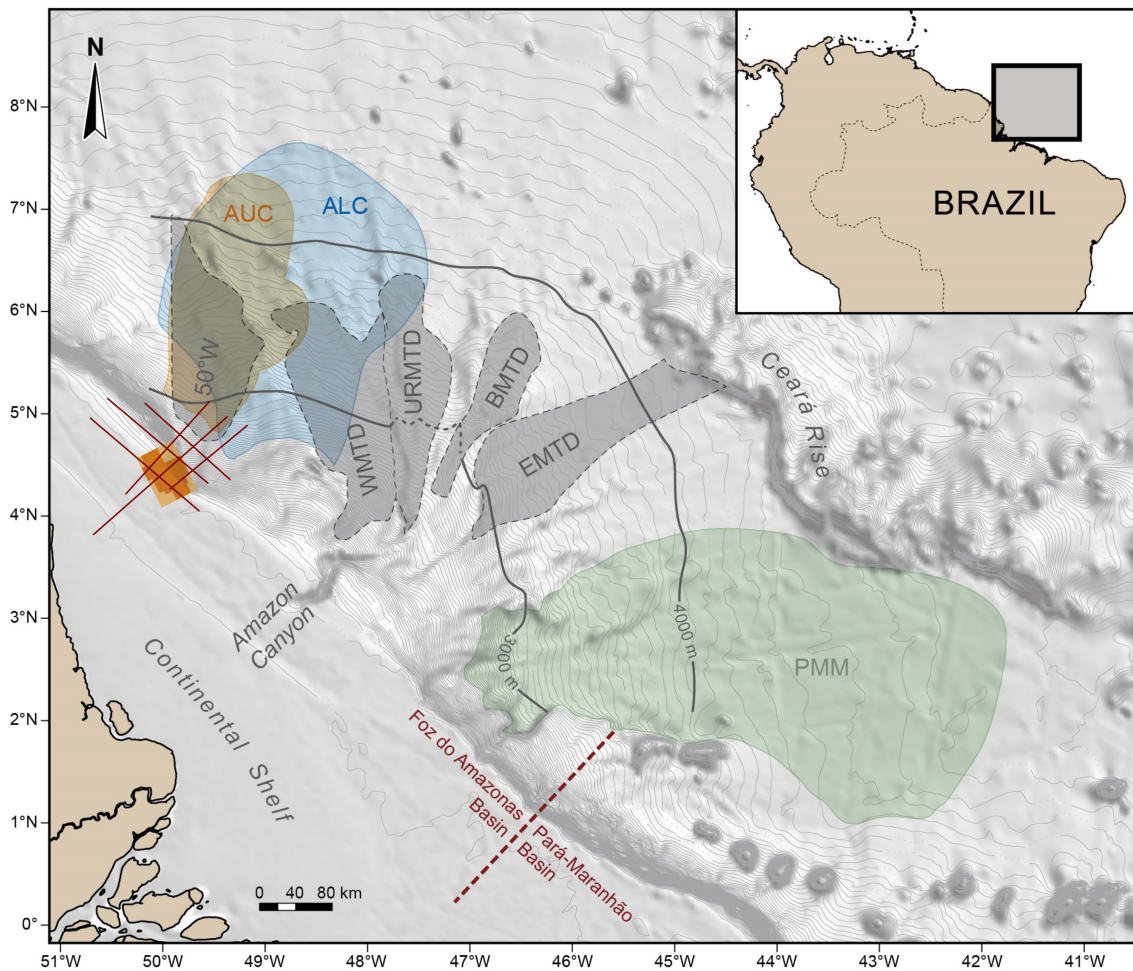 N
8°N
7°N
6°N
5°N
4°N
3°N
2°N
1°N
0°
BRAZIL
AUC
ALC
50°W
WMTD
URMTD
BMTD
EMTD
Ceará Rise
Amazon
Canyon
Continental Shelf
3000 m
4000 m
PMM
Foz do Amazonas
Basin
Pará-Maranhão
Basin
0 40 80 km
51°W 50°W 49°W 48°W 47°W 46°W 45°W 44°W 43°W 42°W 41°W